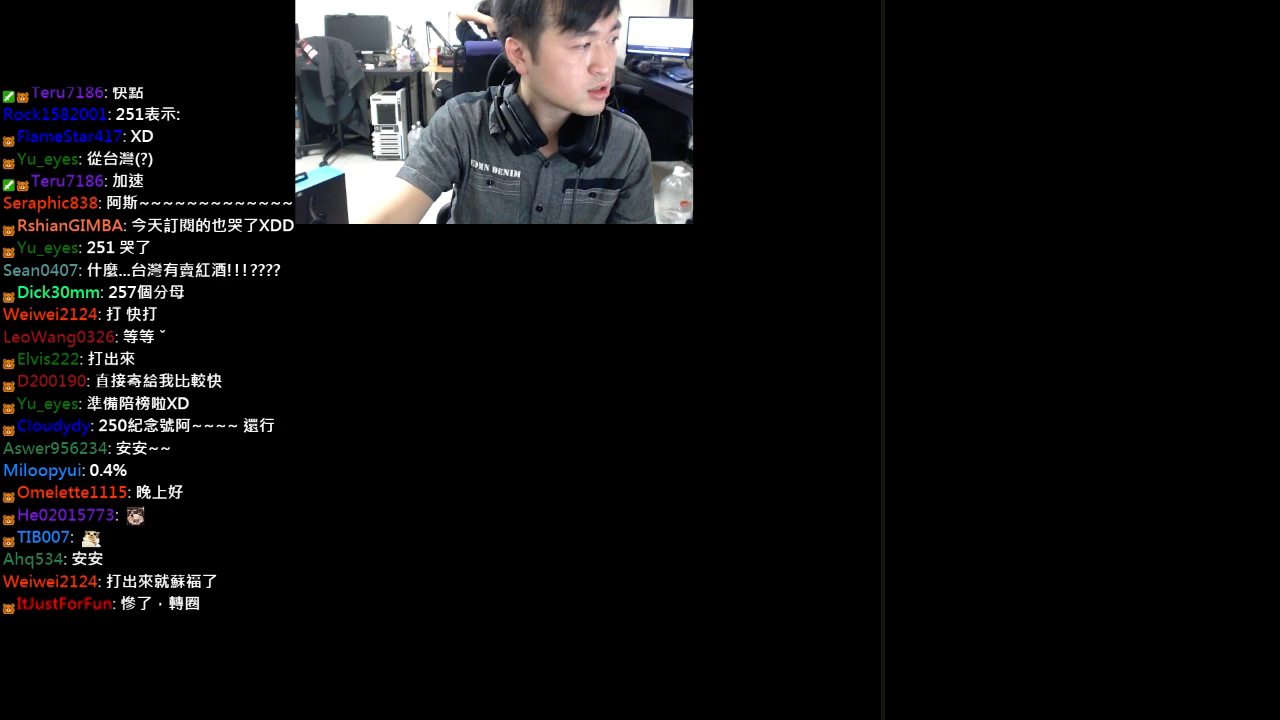 Teru7186: 快點
Rock1582001: 251表示:
FlameStar417: XD
Yu_eyes: 從台灣(?)
Teru7186: 加速
Seraphic838: 阿斯~~~~~~~~~~~~~
RshianGIMBA: 今天訂閱的也哭了XDD
Yu_eyes: 251 哭了
Sean0407: 什麼...台灣有賣紅酒!!!????
Dick30mm: 257個分母
Weiwei2124: 打 快打
LeoWang0326: 等等 ˇ
Elvis222: 打出來
D200190: 直接寄給我比較快
Yu_eyes: 準備陪榜啦XD
Cloudydy: 250紀念號阿~~~~ 還行
Aswer956234: 安安~~
Miloopyui: 0.4%
Omelette1115: 晚上好
He02015773:
TIB007:
Ahq534: 安安
Weiwei2124: 打出來就蘇福了
ItJustForFun: 慘了，轉圈
DENIM